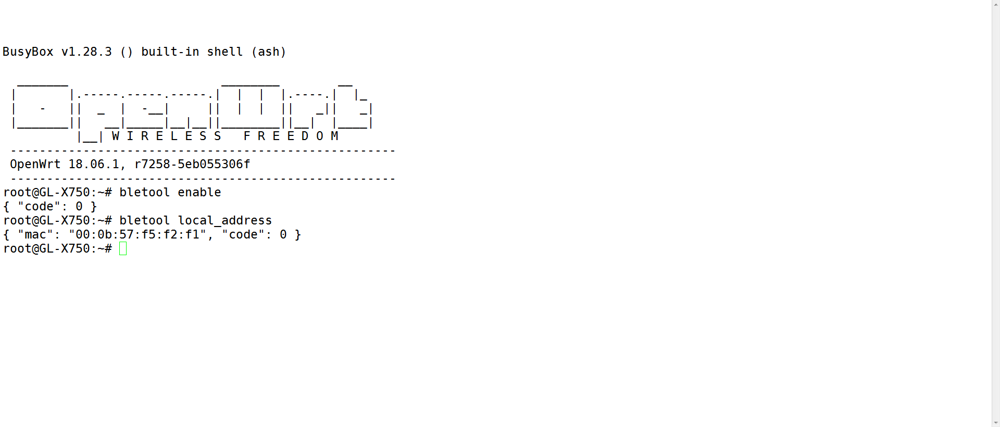 BusyBox v1.28.3 () built-in shell (ash)
  _______                     ________        __
 |       |.-----.-----.-----.|  |  |  |.----.|  |_
 |   -   ||  _  |  -__|     ||  |  |  ||   _||   _|
 |_______||   __|_____|__|__||________||__|  |____|
          |__| W I R E L E S S   F R E E D O M
 -----------------------------------------------------
 OpenWrt 18.06.1, r7258-5eb055306f
 -----------------------------------------------------
root@GL-X750:~# bletool enable
{ "code": 0 }
root@GL-X750:~# bletool local_address
{ "mac": "00:0b:57:f5:f2:f1", "code": 0 }
root@GL-X750:~#